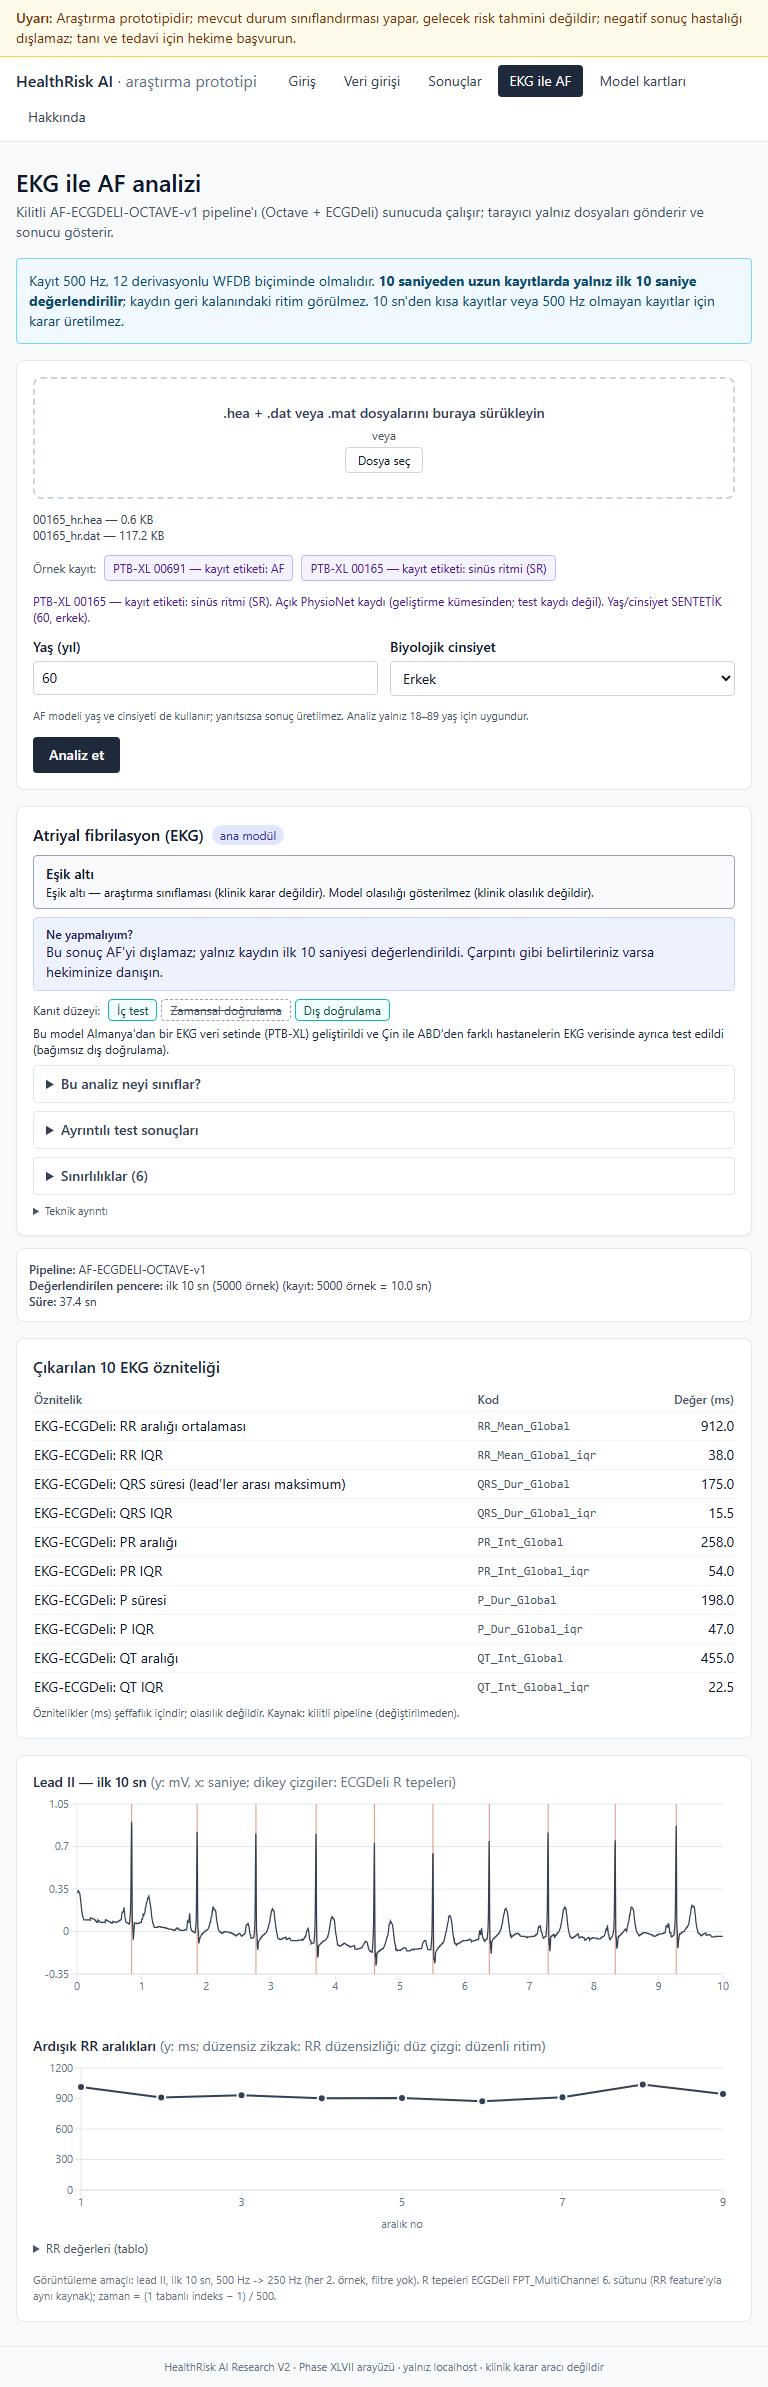 Uyarı: Araştırma prototipidir; mevcut durum sınıflandırması yapar, gelecek risk tahmini değildir; negatif sonuç hastalığı
dışlamaz; tanı ve tedavi için hekime başvurun.
HealthRisk AI · araştırma prototipi
Giriş
Veri girişi
Sonuçlar
EKG ile AF
Model kartları
Hakkında
EKG ile AF analizi
Kilitli AF-ECGDELI-OCTAVE-v1 pipeline'ı (Octave + ECGDeli) sunucuda çalışır; tarayıcı yalnız dosyaları gönderir ve
sonucu gösterir.
Kayıt 500 Hz, 12 derivasyonlu WFDB biçiminde olmalıdır. 10 saniyeden uzun kayıtlarda yalnız ilk 10 saniye
değerlendirilir; kaydın geri kalanındaki ritim görülmez. 10 sn'den kısa kayıtlar veya 500 Hz olmayan kayıtlar için
karar üretilmez.
.hea + .dat veya .mat dosyalarını buraya sürükleyin
veya
Dosya seç
00165_hr.hea — 0.6 KB
00165_hr.dat — 117.2 KB
Örnek kayıt:
PTB-XL 00691 — kayıt etiketi: AF
PTB-XL 00165 — kayıt etiketi: sinüs ritmi (SR)
PTB-XL 00165 — kayıt etiketi: sinüs ritmi (SR). Açık PhysioNet kaydı (geliştirme kümesinden; test kaydı değil). Yaş/cinsiyet SENTETİK
(60, erkek).
Yaş (yıl)
Biyolojik cinsiyet
60
Erkek
AF modeli yaş ve cinsiyeti de kullanır; yanıtsızsa sonuç üretilmez. Analiz yalnız 18–89 yaş için uygundur.
Analiz et
Atriyal fibrilasyon (EKG)
ana modül
Eşik altı
Eşik altı — araştırma sınıflaması (klinik karar değildir). Model olasılığı gösterilmez (klinik olasılık değildir).
Ne yapmalıyım?
Bu sonuç AF'yi dışlamaz; yalnız kaydın ilk 10 saniyesi değerlendirildi. Çarpıntı gibi belirtileriniz varsa
hekiminize danışın.
Kanıt düzeyi:
İç test
Zamansal doğrulama
Dış doğrulama
Bu model Almanya'dan bir EKG veri setinde (PTB-XL) geliştirildi ve Çin ile ABD'den farklı hastanelerin EKG verisinde ayrıca test edildi
(bağımsız dış doğrulama).
▶ Bu analiz neyi sınıflar?
▶ Ayrıntılı test sonuçları
▶ Sınırlılıklar (6)
▶ Teknik ayrıntı
Pipeline: AF-ECGDELI-OCTAVE-v1
Değerlendirilen pencere: ilk 10 sn (5000 örnek) (kayıt: 5000 örnek = 10.0 sn)
Süre: 37.4 sn
Çıkarılan 10 EKG özniteliği
Öznitelik Kod Değer (ms)
EKG-ECGDeli: RR aralığı ortalaması RR_Mean_Global 912.0
EKG-ECGDeli: RR IQR RR_Mean_Global_iqr 38.0
EKG-ECGDeli: QRS süresi (lead'ler arası maksimum) QRS_Dur_Global 175.0
EKG-ECGDeli: QRS IQR QRS_Dur_Global_iqr 15.5
EKG-ECGDeli: PR aralığı PR_Int_Global 258.0
EKG-ECGDeli: PR IQR PR_Int_Global_iqr 54.0
EKG-ECGDeli: P süresi P_Dur_Global 198.0
EKG-ECGDeli: P IQR P_Dur_Global_iqr 47.0
EKG-ECGDeli: QT aralığı QT_Int_Global 455.0
EKG-ECGDeli: QT IQR QT_Int_Global_iqr 22.5
Öznitelikler (ms) şeffaflık içindir; olasılık değildir. Kaynak: kilitli pipeline (değiştirilmeden).
Lead II — ilk 10 sn (y: mV, x: saniye; dikey çizgiler: ECGDeli R tepeleri)
1.05
0.7
0.35
0
-0.35
0 1 2 3 4 5 6 7 8 9 10
Ardışık RR aralıkları (y: ms; düzensiz zikzak: RR düzensizliği; düz çizgi: düzenli ritim)
1200
900
600
300
0
1 3 5 7 9
aralık no
▶ RR değerleri (tablo)
Görüntüleme amaçlı: lead II, ilk 10 sn, 500 Hz -> 250 Hz (her 2. örnek, filtre yok). R tepeleri ECGDeli FPT_MultiChannel 6. sütunu (RR feature'ıyla
aynı kaynak); zaman = (1 tabanlı indeks − 1) / 500.
HealthRisk AI Research V2 · Phase XLVII arayüzü · yalnız localhost · klinik karar aracı değildir